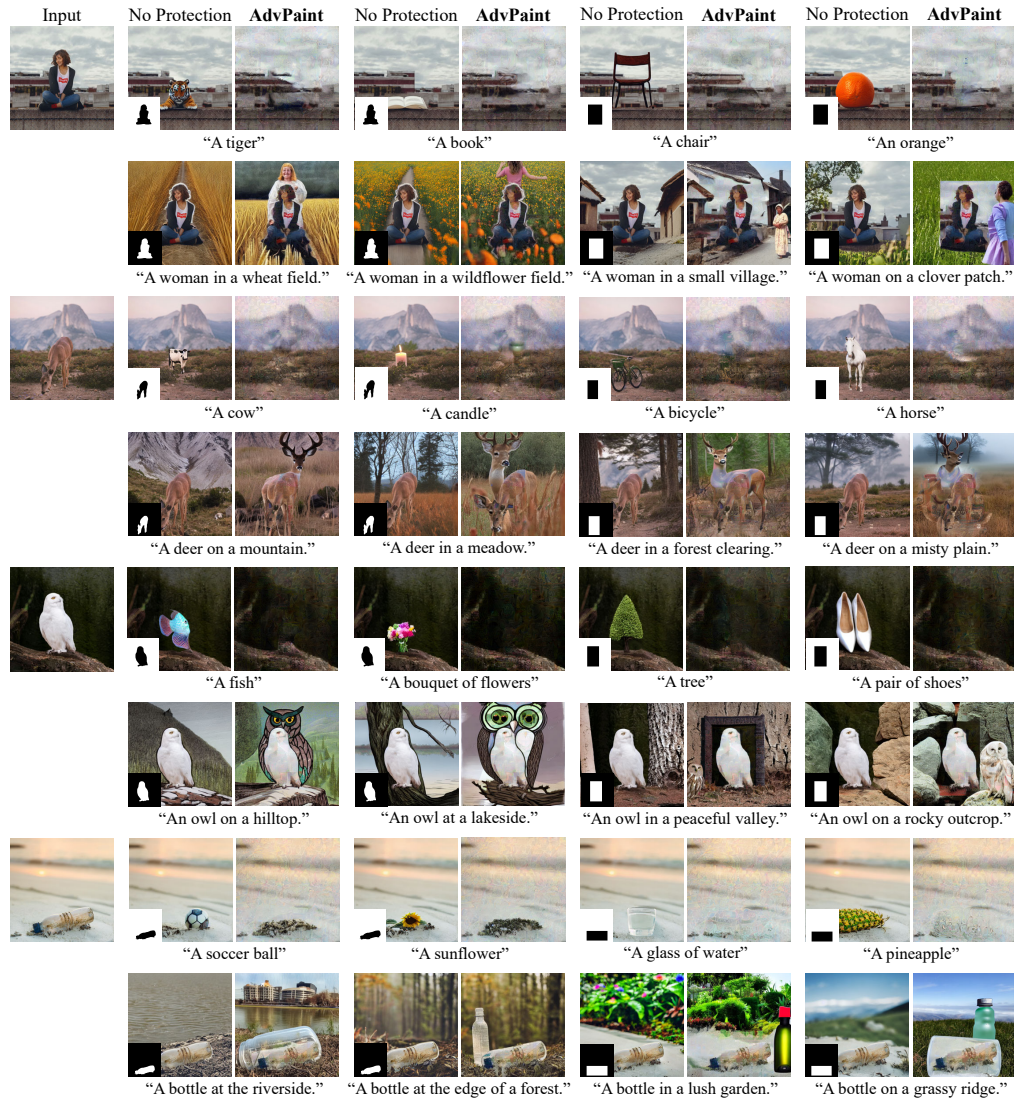 Input No Protection AdvPaint No Protection AdvPaint No Protection AdvPaint No Protection AdvPaint
“A tiger” “A book” “A chair” “An orange”
“A woman in a wheat field.” “A woman in a wildflower field.” “A woman in a small village.” “A woman on a clover patch.”
“A cow” “A candle” “A bicycle” “A horse”
“A deer on a mountain.” “A deer in a meadow.” “A deer in a forest clearing.” “A deer on a misty plain.”
“A fish” “A bouquet of flowers” “A tree” “A pair of shoes”
“An owl on a hilltop.” “An owl at a lakeside.” “An owl in a peaceful valley.” “An owl on a rocky outcrop.”
“A soccer ball” “A sunflower” “A glass of water” “A pineapple”
“A bottle at the riverside.” “A bottle at the edge of a forest.” “A bottle in a lush garden.” “A bottle on a grassy ridge.”